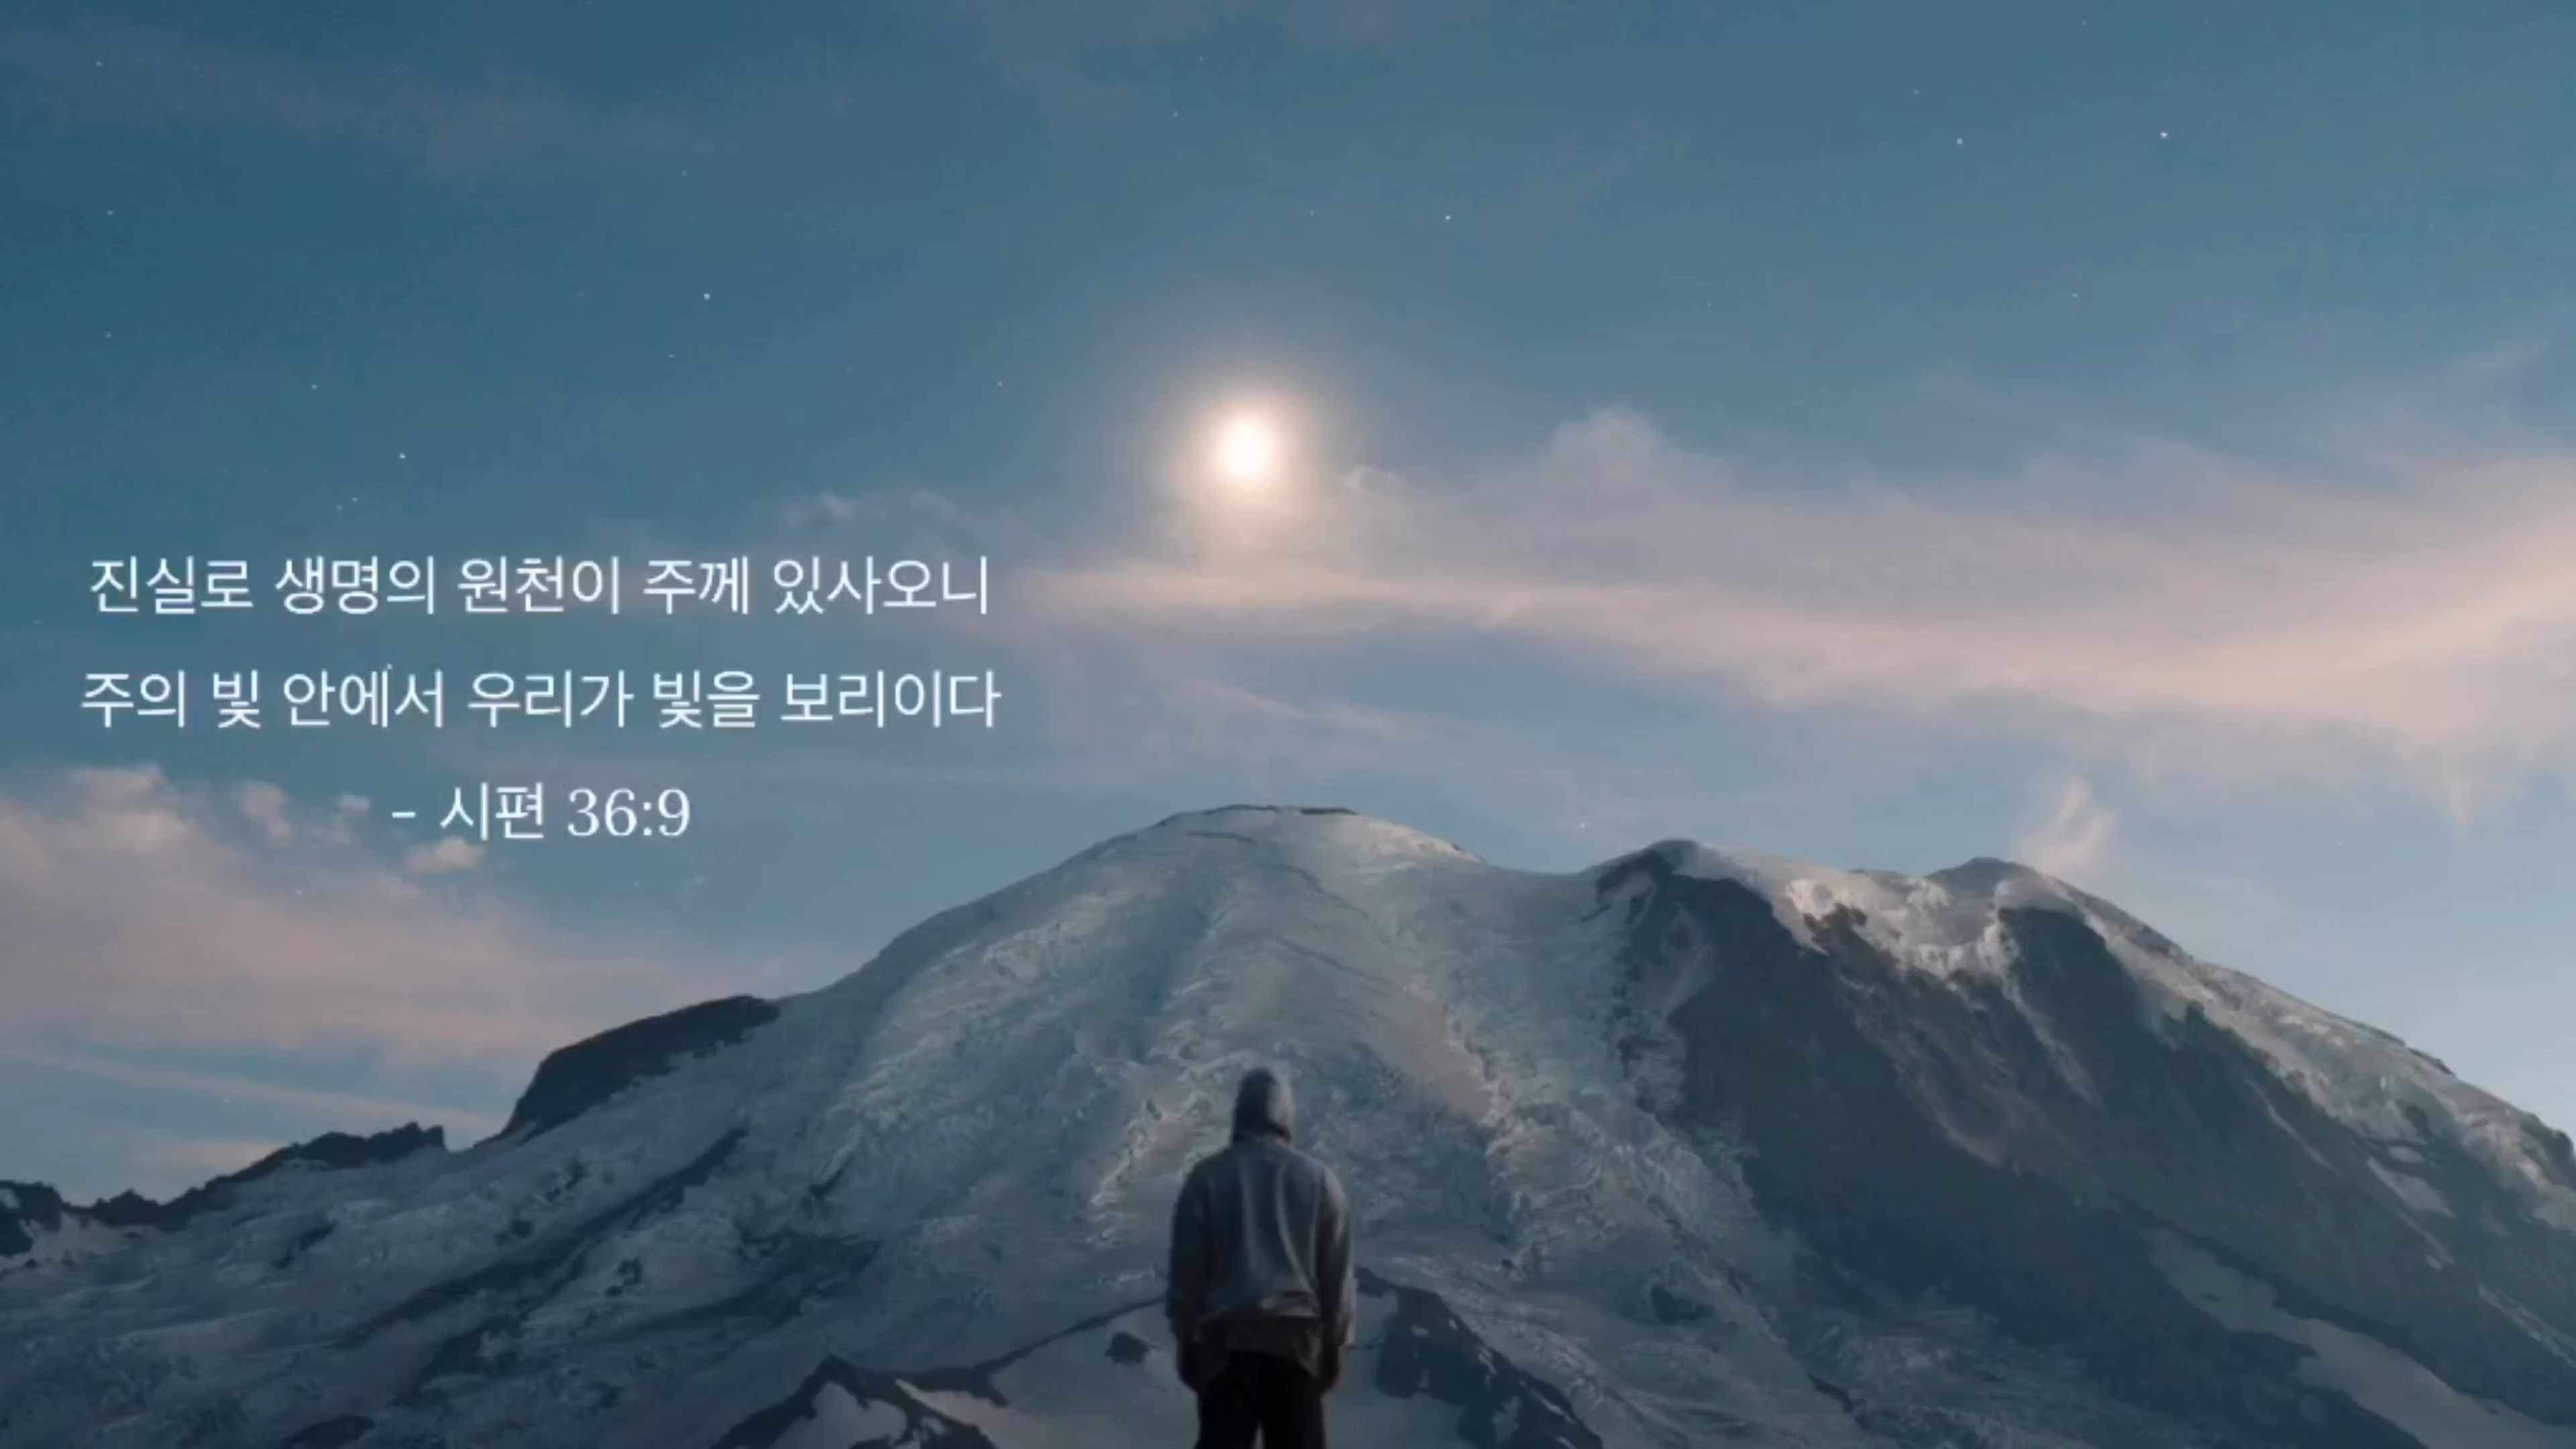 진실로 생명의 원천이 주께 있사오니
주의 빛 안에서 우리가 빛을 보리이다
- 시편 36:9